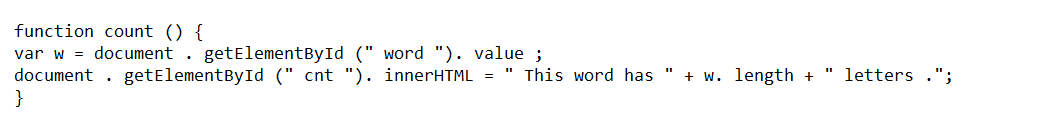 function count () {
var w = document . getElementById (" word "). value ;
document . getElementById (" cnt "). innerHTML = " This word has " + w. length + " letters .";
}